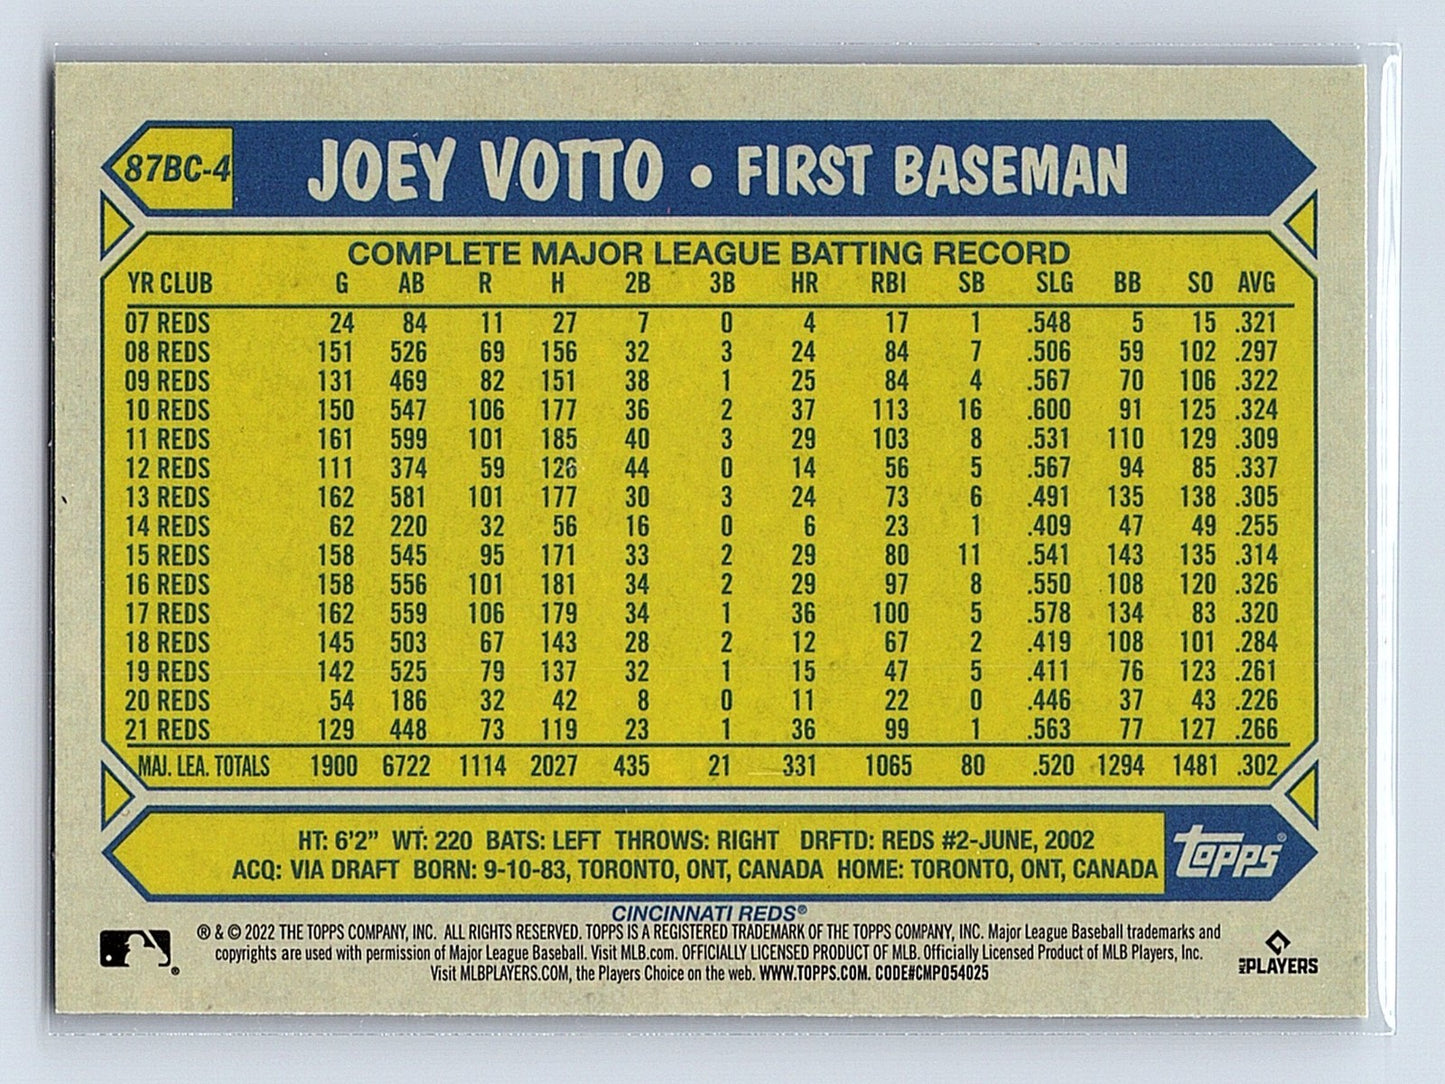 87BC-4 JOEY VOTTO • FIRST BASEMAN
COMPLETE MAJOR LEAGUE BATTING RECORD
YR CLUB G AB R H 2B 3B HR RBI SB SLG BB SO AVG
07 REDS 24 84 11 27 7 0 4 17 1 .548 5 15 .321
08 REDS 151 526 69 156 32 3 24 84 7 .506 59 102 .297
09 REDS 131 469 82 151 38 1 25 84 4 .567 70 106 .322
10 REDS 150 547 106 177 36 2 37 113 16 .600 91 125 .324
11 REDS 161 599 101 185 40 3 29 103 8 .531 110 129 .309
12 REDS 111 374 59 126 44 0 14 56 5 .567 94 85 .337
13 REDS 162 581 101 177 30 3 24 73 6 .491 135 138 .305
14 REDS 62 220 32 56 16 0 6 23 1 .409 47 49 .255
15 REDS 158 545 95 171 33 2 29 80 11 .541 143 135 .314
16 REDS 158 556 101 181 34 2 29 97 8 .550 108 120 .326
17 REDS 162 559 106 179 34 1 36 100 5 .578 134 83 .320
18 REDS 145 503 67 143 28 2 12 67 2 .419 108 101 .284
19 REDS 142 525 79 137 32 1 15 47 5 .411 76 123 .261
20 REDS 54 186 32 42 8 0 11 22 0 .446 37 43 .226
21 REDS 129 448 73 119 23 1 36 99 1 .563 77 127 .266
MAJ. LEA. TOTALS 1900 6722 1114 2027 435 21 331 1065 80 .520 1294 1481 .302
HT: 6'2" WT: 220 BATS: LEFT THROWS: RIGHT DRFTD: REDS #2-JUNE, 2002
ACQ: VIA DRAFT BORN: 9-10-83, TORONTO, ONT, CANADA HOME: TORONTO, ONT, CANADA
topps®
CINCINNATI REDS®
® & © 2022 THE TOPPS COMPANY, INC. ALL RIGHTS RESERVED. TOPPS IS A REGISTERED TRADEMARK OF THE TOPPS COMPANY, INC. Major League Baseball trademarks and
copyrights are used with permission of Major League Baseball. Visit MLB.com. OFFICIALLY LICENSED PRODUCT OF MLB. Officially Licensed Product of MLB Players, Inc.
Visit MLBPLAYERS.COM, the Players Choice on the web. WWW.TOPPS.COM. CODE#CMP054025
MLB PLAYERS